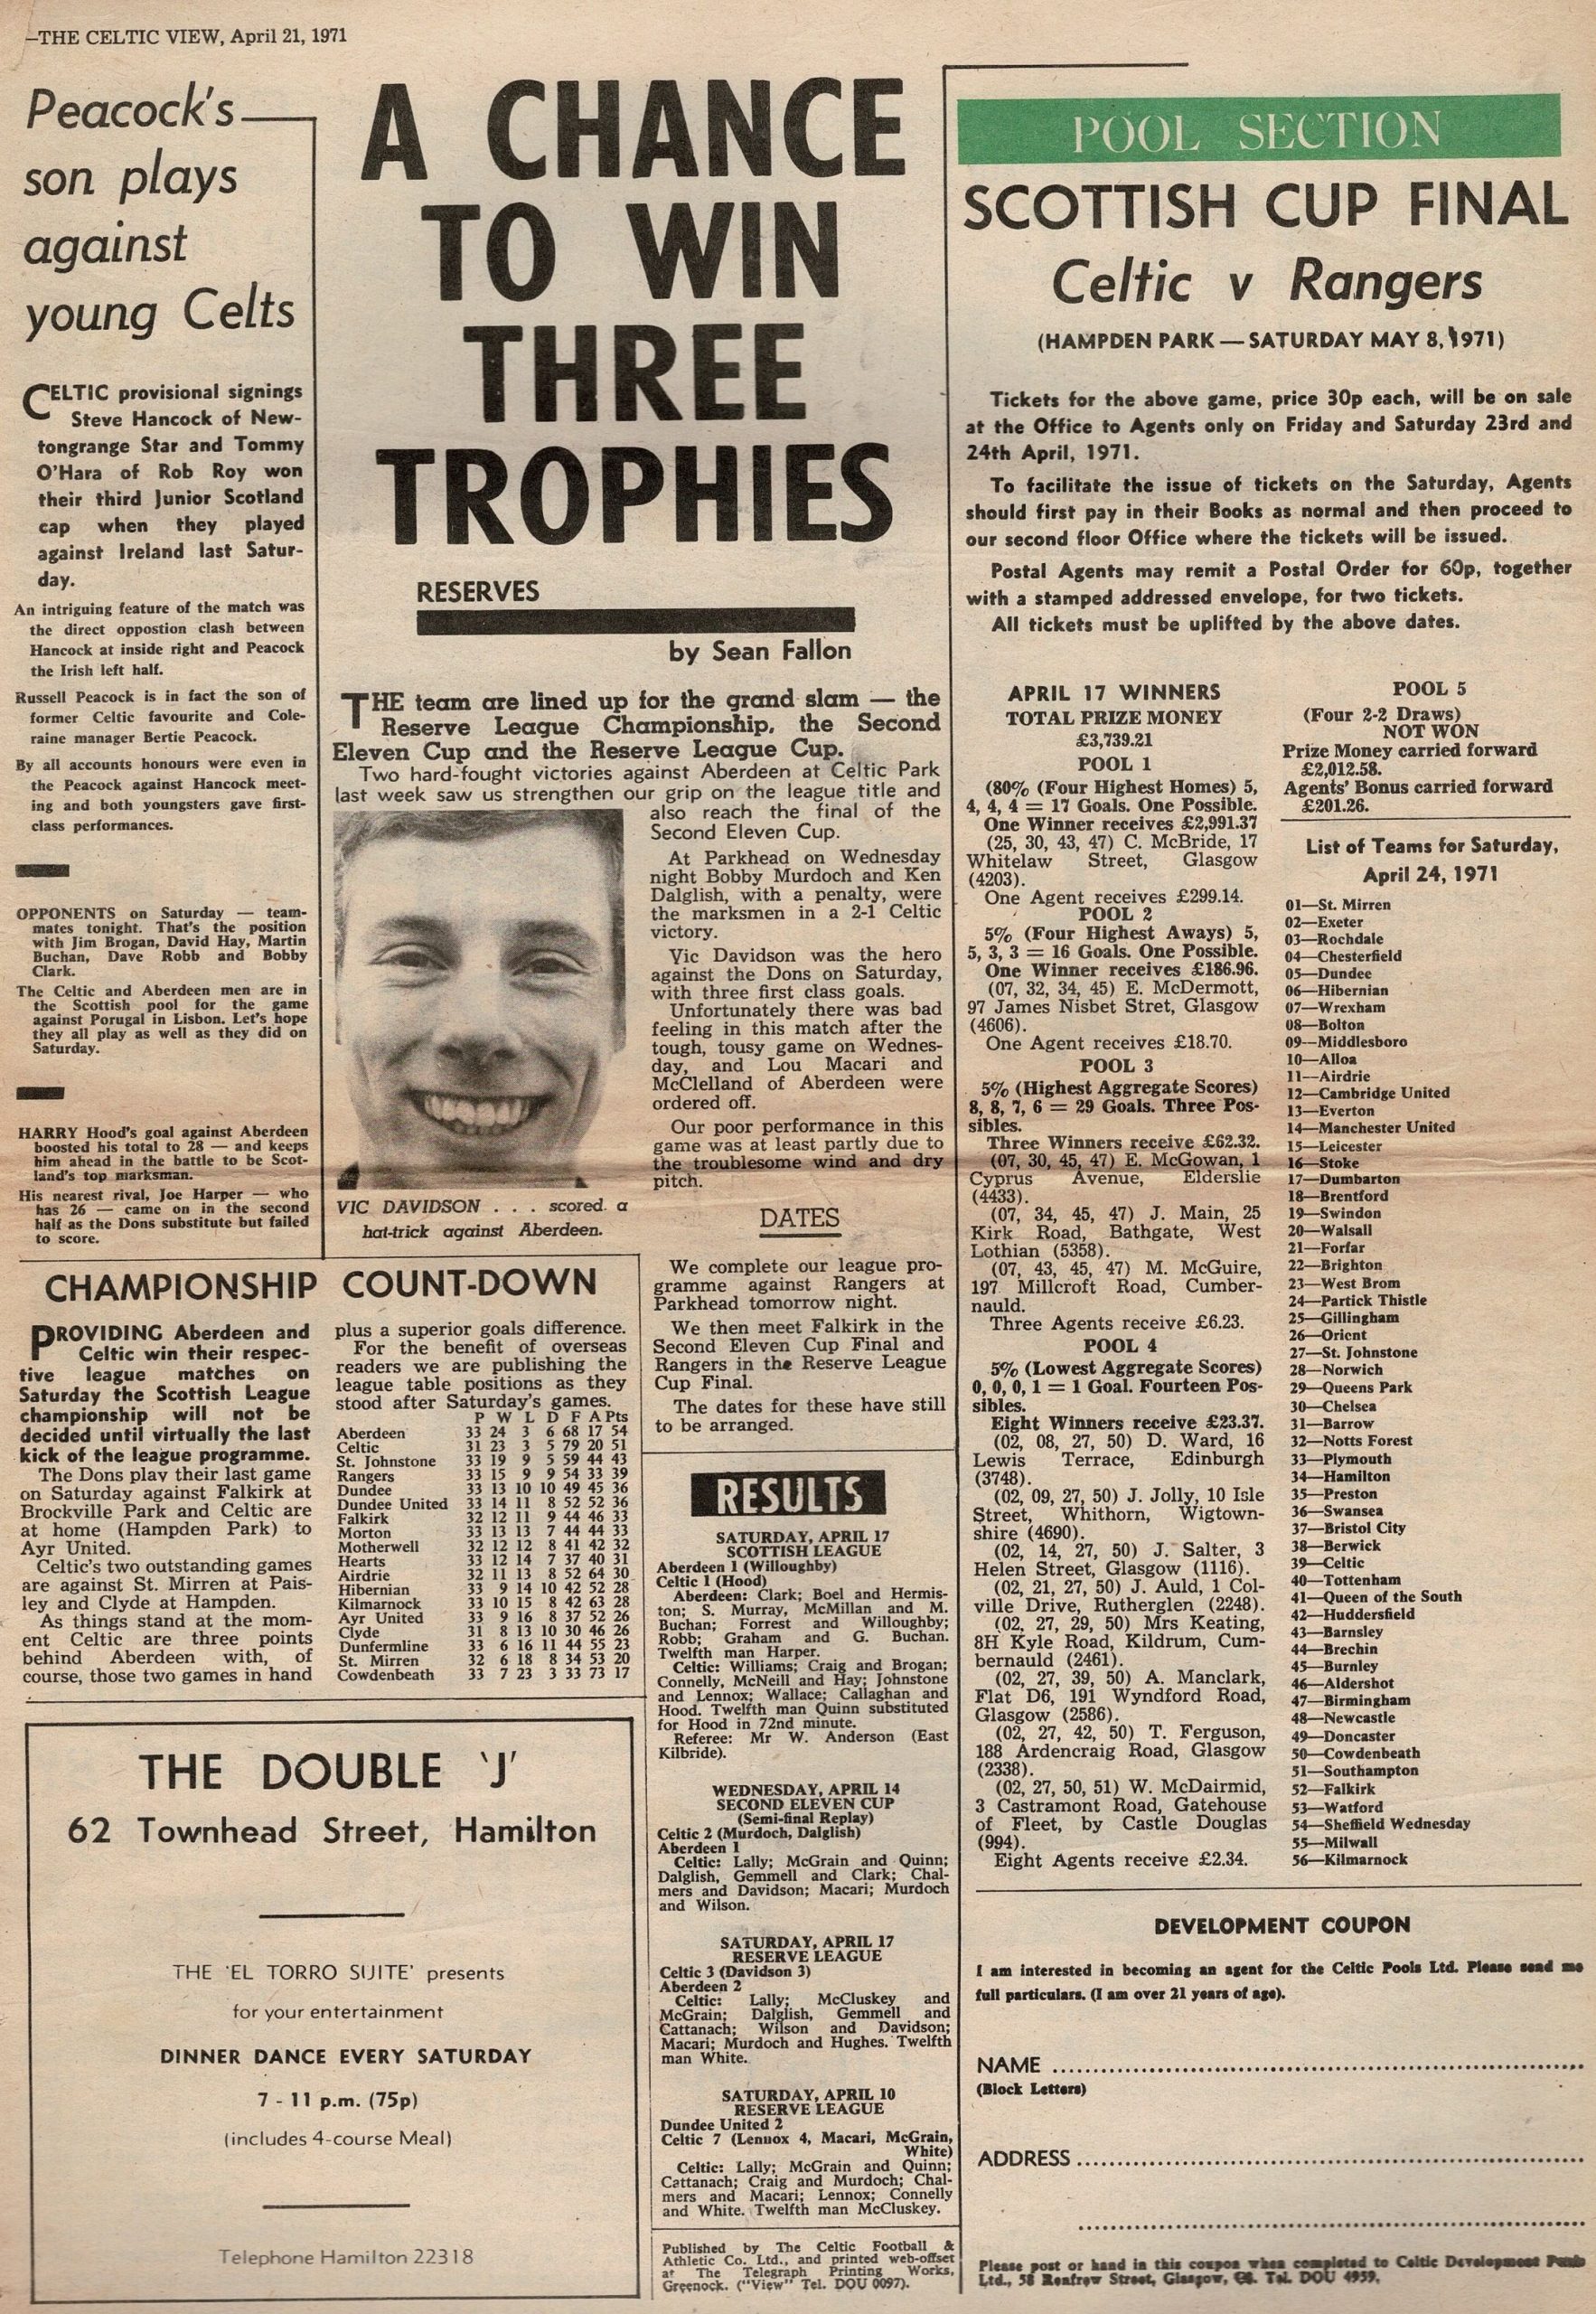 —THE CELTIC VIEW, April 21, 1971
Peacock's
son plays
against
young Celts
CELTIC provisional signings
Steve Hancock of New-
tongrange Star and Tommy
O'Hara of Rob Roy won
their third Junior Scotland
cap when they played
against Ireland last Satur-
day.
An intriguing feature of the match was
the direct oppostion clash between
Hancock at inside right and Peacock
the Irish left half.
Russell Peacock is in fact the son of
former Celtic favourite and Cole-
raine manager Bertie Peacock.
By all accounts honours were even in
the Peacock against Hancock meet-
ing and both youngsters gave first-
class performances.
OPPONENTS on Saturday — team-
mates tonight. That's the position
with Jim Brogan, David Hay, Martin
Buchan, Dave Robb and Bobby
Clark.
The Celtic and Aberdeen men are in
the Scottish pool for the game
against Porugal in Lisbon. Let's hope
they all play as well as they did on
Saturday.
HARRY Hood's goal against Aberdeen
boosted his total to 28 — and keeps
him ahead in the battle to be Scot-
land's top marksman.
His nearest rival, Joe Harper — who
has 26 — came on in the second
half as the Dons substitute but failed
to score.
A CHANCE
TO WIN
THREE
TROPHIES
RESERVES
by Sean Fallon
THE team are lined up for the grand slam — the
Reserve League Championship, the Second
Eleven Cup and the Reserve League Cup.
Two hard-fought victories against Aberdeen at Celtic Park
last week saw us strengthen our grip on the league title and
also reach the final of the
Second Eleven Cup.
At Parkhead on Wednesday
night Bobby Murdoch and Ken
Dalglish, with a penalty, were
the marksmen in a 2-1 Celtic
victory.
Vic Davidson was the hero
against the Dons on Saturday,
with three first class goals.
Unfortunately there was bad
feeling in this match after the
tough, tousy game on Wednes-
day, and Lou Macari and
McClelland of Aberdeen were
ordered off.
Our poor performance in this
game was at least partly due to
the troublesome wind and dry
pitch.
VIC DAVIDSON . . . scored a
hat-trick against Aberdeen.
DATES
We complete our league pro-
gramme against Rangers at
Parkhead tomorrow night.
We then meet Falkirk in the
Second Eleven Cup Final and
Rangers in the Reserve League
Cup Final.
The dates for these have still
to be arranged.
CHAMPIONSHIP COUNT-DOWN
PROVIDING Aberdeen and
Celtic win their respec-
tive league matches on
Saturday the Scottish League
championship will not be
decided until virtually the last
kick of the league programme.
The Dons play their last game
on Saturday against Falkirk at
Brockville Park and Celtic are
at home (Hampden Park) to
Ayr United.
Celtic's two outstanding games
are against St. Mirren at Pais-
ley and Clyde at Hampden.
As things stand at the mom-
ent Celtic are three points
behind Aberdeen with, of
course, those two games in hand
plus a superior goals difference.
For the benefit of overseas
readers we are publishing the
league table positions as they
stood after Saturday's games.
P W L D F A Pts
Aberdeen 33 24 3 6 68 17 54
Celtic 31 23 3 5 79 20 51
St. Johnstone 33 19 9 5 59 44 43
Rangers 33 15 9 9 54 33 39
Dundee 33 13 10 10 49 45 36
Dundee United 33 14 11 8 52 52 36
Falkirk 32 12 11 9 44 46 33
Morton 33 13 13 7 44 44 33
Motherwell 32 12 12 8 41 42 32
Hearts 33 12 14 7 37 40 31
Airdrie 32 11 13 8 52 64 30
Hibernian 33 9 14 10 42 52 28
Kilmarnock 33 10 15 8 42 63 28
Ayr United 33 9 16 8 37 52 26
Clyde 31 8 13 10 30 46 26
Dunfermline 33 6 16 11 44 55 23
St. Mirren 32 6 18 8 34 53 20
Cowdenbeath 33 7 23 3 33 73 17
THE DOUBLE 'J'
62 Townhead Street, Hamilton
THE 'EL TORRO SUITE' presents
for your entertainment
DINNER DANCE EVERY SATURDAY
7 - 11 p.m. (75p)
(includes 4-course Meal)
Telephone Hamilton 22318
RESULTS
SATURDAY, APRIL 17
SCOTTISH LEAGUE
Aberdeen 1 (Willoughby)
Celtic 1 (Hood)
Aberdeen: Clark; Boel and Hermis-
ton; S. Murray, McMillan and M.
Buchan; Forrest and Willoughby;
Robb; Graham and G. Buchan.
Twelfth man Harper.
Celtic: Williams; Craig and Brogan;
Connelly, McNeill and Hay; Johnstone
and Lennox; Wallace; Callaghan and
Hood. Twelfth man Quinn substituted
for Hood in 72nd minute.
Referee: Mr W. Anderson (East
Kilbride).
WEDNESDAY, APRIL 14
SECOND ELEVEN CUP
(Semi-final Replay)
Celtic 2 (Murdoch, Dalglish)
Aberdeen 1
Celtic: Lally; McGrain and Quinn;
Dalglish, Gemmell and Clark; Chal-
mers and Davidson; Macari; Murdoch
and Wilson.
SATURDAY, APRIL 17
RESERVE LEAGUE
Celtic 3 (Davidson 3)
Aberdeen 2
Celtic: Lally; McCluskey and
McGrain; Dalglish, Gemmell and
Cattanach; Wilson and Davidson;
Macari; Murdoch and Hughes. Twelfth
man White.
SATURDAY, APRIL 10
RESERVE LEAGUE
Dundee United 2
Celtic 7 (Lennox 4, Macari, McGrain,
White)
Celtic: Lally; McGrain and Quinn;
Cattanach; Craig and Murdoch; Chal-
mers and Macari; Lennox; Connelly
and White. Twelfth man McCluskey.
Published by The Celtic Football &
Athletic Co. Ltd., and printed web-offset
at The Telegraph Printing Works,
Greenock. ("View" Tel. DOU 0097).
POOL SECTION
SCOTTISH CUP FINAL
Celtic v Rangers
(HAMPDEN PARK — SATURDAY MAY 8, 1971)
Tickets for the above game, price 30p each, will be on sale
at the Office to Agents only on Friday and Saturday 23rd and
24th April, 1971.
To facilitate the issue of tickets on the Saturday, Agents
should first pay in their Books as normal and then proceed to
our second floor Office where the tickets will be issued.
Postal Agents may remit a Postal Order for 60p, together
with a stamped addressed envelope, for two tickets.
All tickets must be uplifted by the above dates.
APRIL 17 WINNERS
TOTAL PRIZE MONEY
£3,739.21
POOL 1
(80% (Four Highest Homes) 5,
4, 4, 4 = 17 Goals. One Possible.
One Winner receives £2,991.37
(25, 30, 43, 47) C. McBride, 17
Whitelaw Street, Glasgow
(4203).
One Agent receives £299.14.
POOL 2
5% (Four Highest Aways) 5,
5, 3, 3 = 16 Goals. One Possible.
One Winner receives £186.96.
(07, 32, 34, 45) E. McDermott,
97 James Nisbet Stret, Glasgow
(4606).
One Agent receives £18.70.
POOL 3
5% (Highest Aggregate Scores)
8, 8, 7, 6 = 29 Goals. Three Pos-
sibles.
Three Winners receive £62.32.
(07, 30, 45, 47) E. McGowan, 1
Cyprus Avenue, Elderslie
(4433).
(07, 34, 45, 47) J. Main, 25
Kirk Road, Bathgate, West
Lothian (5358).
(07, 43, 45, 47) M. McGuire,
197 Millcroft Road, Cumber-
nauld.
Three Agents receive £6.23.
POOL 4
5% (Lowest Aggregate Scores)
0, 0, 0, 1 = 1 Goal. Fourteen Pos-
sibles.
Eight Winners receive £23.37.
(02, 08, 27, 50) D. Ward, 16
Lewis Terrace, Edinburgh
(3748).
(02, 09, 27, 50) J. Jolly, 10 Isle
Street, Whithorn, Wigtown-
shire (4690).
(02, 14, 27, 50) J. Salter, 3
Helen Street, Glasgow (1116).
(02, 21, 27, 50) J. Auld, 1 Col-
ville Drive, Rutherglen (2248).
(02, 27, 29, 50) Mrs Keating,
8H Kyle Road, Kildrum, Cum-
bernauld (2461).
(02, 27, 39, 50) A. Manclark,
Flat D6, 191 Wyndford Road,
Glasgow (2586).
(02, 27, 42, 50) T. Ferguson,
188 Ardencraig Road, Glasgow
(2338).
(02, 27, 50, 51) W. McDairmid,
3 Castramont Road, Gatehouse
of Fleet, by Castle Douglas
(994).
Eight Agents receive £2.34.
POOL 5
(Four 2-2 Draws)
NOT WON
Prize Money carried forward
£2,012.58.
Agents' Bonus carried forward
£201.26.
List of Teams for Saturday,
April 24, 1971
01—St. Mirren
02—Exeter
03—Rochdale
04—Chesterfield
05—Dundee
06—Hibernian
07—Wrexham
08—Bolton
09—Middlesboro
10—Alloa
11—Airdrie
12—Cambridge United
13—Everton
14—Manchester United
15—Leicester
16—Stoke
17—Dumbarton
18—Brentford
19—Swindon
20—Walsall
21—Forfar
22—Brighton
23—West Brom
24—Partick Thistle
25—Gillingham
26—Orient
27—St. Johnstone
28—Norwich
29—Queens Park
30—Chelsea
31—Barrow
32—Notts Forest
33—Plymouth
34—Hamilton
35—Preston
36—Swansea
37—Bristol City
38—Berwick
39—Celtic
40—Tottenham
41—Queen of the South
42—Huddersfield
43—Barnsley
44—Brechin
45—Burnley
46—Aldershot
47—Birmingham
48—Newcastle
49—Doncaster
50—Cowdenbeath
51—Southampton
52—Falkirk
53—Watford
54—Sheffield Wednesday
55—Milwall
56—Kilmarnock
DEVELOPMENT COUPON
I am interested in becoming an agent for the Celtic Pools Ltd. Please send me
full particulars. (I am over 21 years of age).
NAME
(Block Letters)
ADDRESS
Please post or hand in this coupon when completed to Celtic Development Pools
Ltd., 58 Renfrew Street, Glasgow, Tel. DOU 4959.